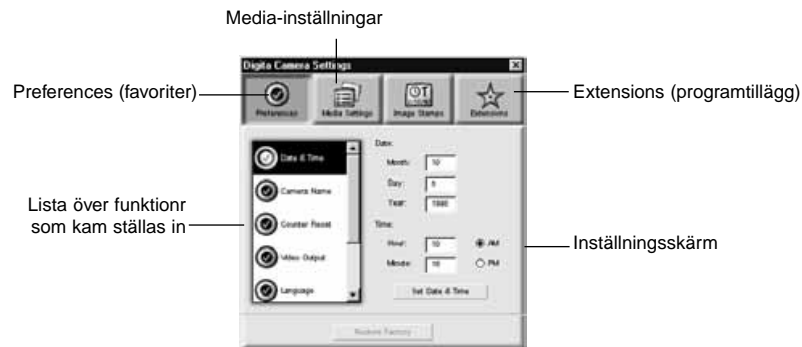 Media-inställningar
Digita Camera Settings
Preferences (favoriter)
Extensions (programtillägg)
Preferences
Media Settings
Image Stamps
Extensions
Date:
Date & Time
Month: 10
Camera Name
Day:
Year:
Lista över funktionr
som kam ställas in
Counter Reset
Time:
Hour: 10
AM
Inställningsskärm
Video Output
Minute: 10
PM
Language
Set Date & Time
Restore Factory